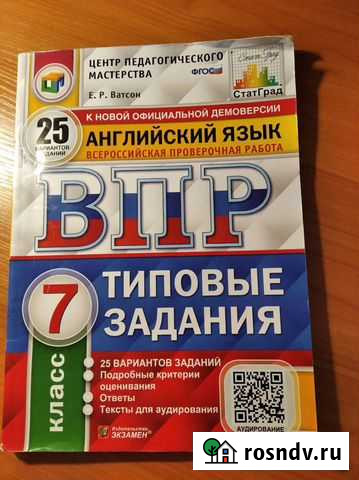 ЦЕНТР ПЕДАГОГИЧЕСКОГО
МАСТЕРСТВА
ФГОС
Е. Р. Ватсон
СтатГрад
К НОВОЙ ОФИЦИАЛЬНОЙ ДЕМОВЕРСИИ
25
ВАРИАНТОВ
ЗАДАНИЙ
АНГЛИЙСКИЙ ЯЗЫК
ВСЕРОССИЙСКАЯ ПРОВЕРОЧНАЯ РАБОТА
ВПР
7
КЛАСС
ТИПОВЫЕ
ЗАДАНИЯ
• 25 ВАРИАНТОВ ЗАДАНИЙ
• Подробные критерии
оценивания
• Ответы
• Тексты для аудирования
Издательство
ЭКЗАМЕН
АУДИРОВАНИЕ
rosndv.ru